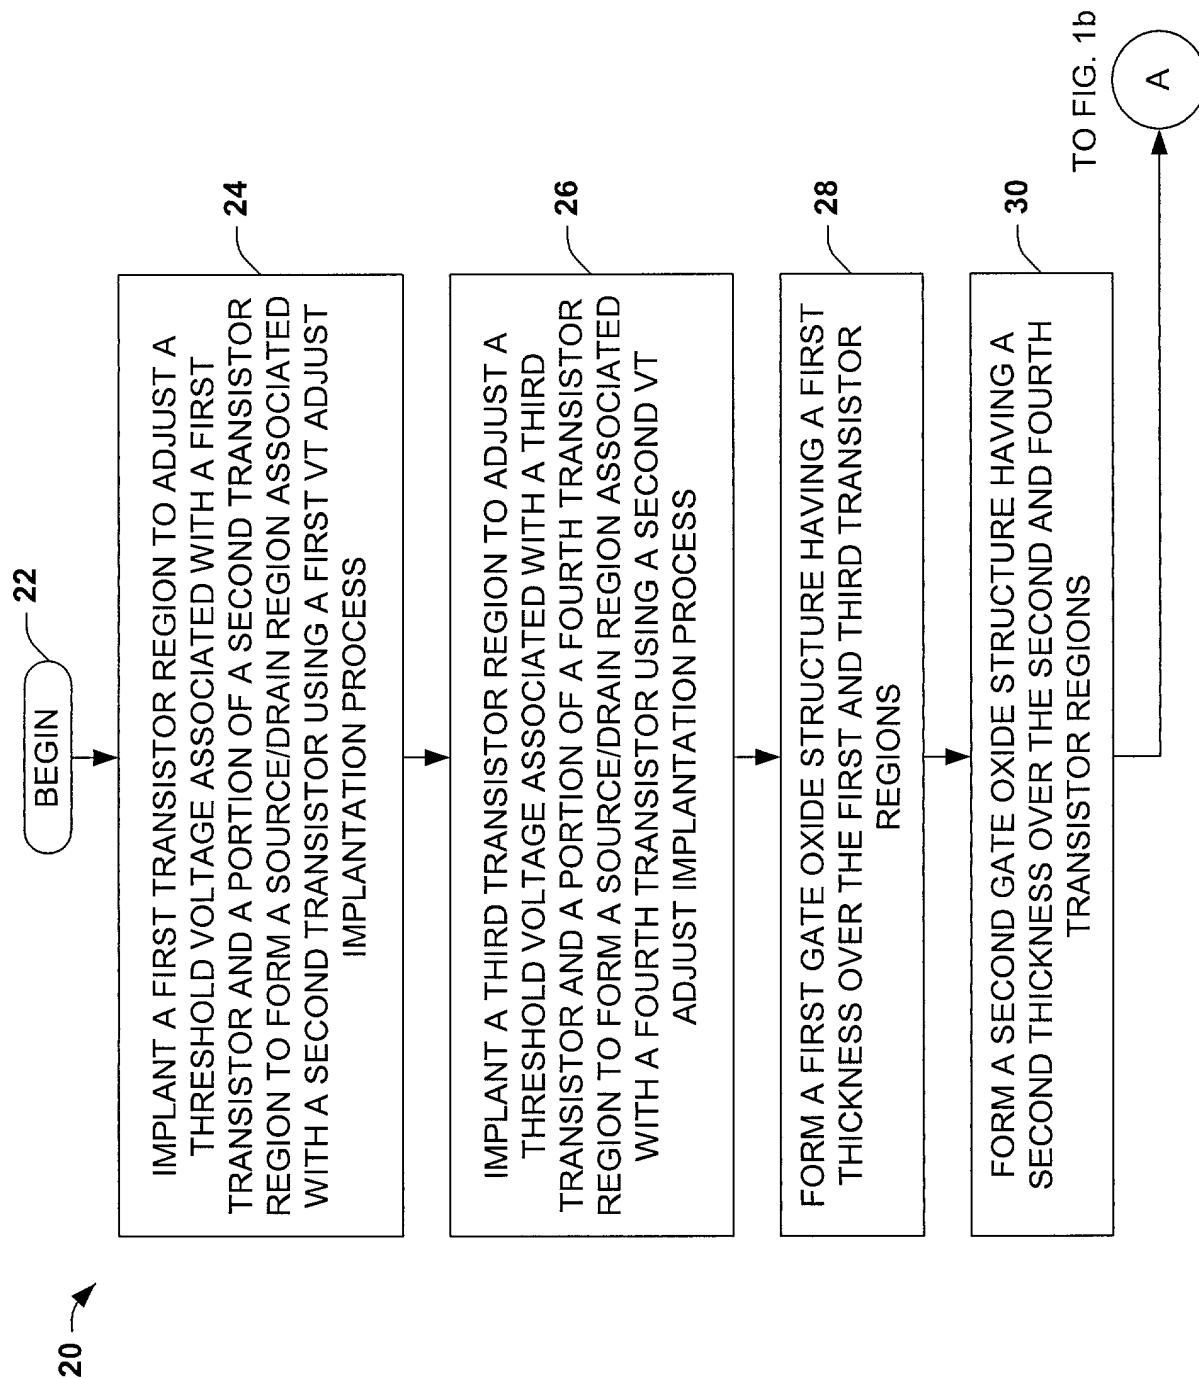 20
BEGIN
22
IMPLANT A FIRST TRANSISTOR REGION TO ADJUST A
THRESHOLD VOLTAGE ASSOCIATED WITH A FIRST
TRANSISTOR AND A PORTION OF A SECOND TRANSISTOR
REGION TO FORM A SOURCE/DRAIN REGION ASSOCIATED
WITH A SECOND TRANSISTOR USING A FIRST VT ADJUST
IMPLANTATION PROCESS
24
IMPLANT A THIRD TRANSISTOR REGION TO ADJUST A
THRESHOLD VOLTAGE ASSOCIATED WITH A THIRD
TRANSISTOR AND A PORTION OF A FOURTH TRANSISTOR
REGION TO FORM A SOURCE/DRAIN REGION ASSOCIATED
WITH A FOURTH TRANSISTOR USING A SECOND VT
ADJUST IMPLANTATION PROCESS
26
FORM A FIRST GATE OXIDE STRUCTURE HAVING A FIRST
THICKNESS OVER THE FIRST AND THIRD TRANSISTOR
REGIONS
28
FORM A SECOND GATE OXIDE STRUCTURE HAVING A
SECOND THICKNESS OVER THE SECOND AND FOURTH
TRANSISTOR REGIONS
30
TO FIG. 1b
A